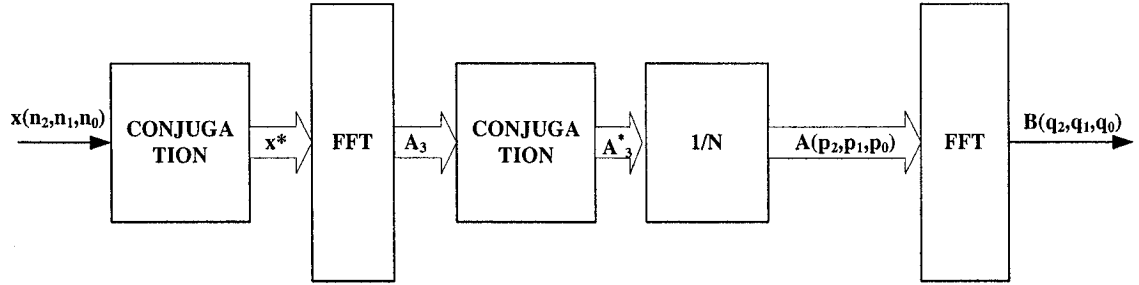 x(n₂,n₁,n₀)
CONJUGA
TION
x*
FFT
A₃
CONJUGA
TION
A*₃
1/N
A(p₂,p₁,p₀)
FFT
B(q₂,q₁,q₀)